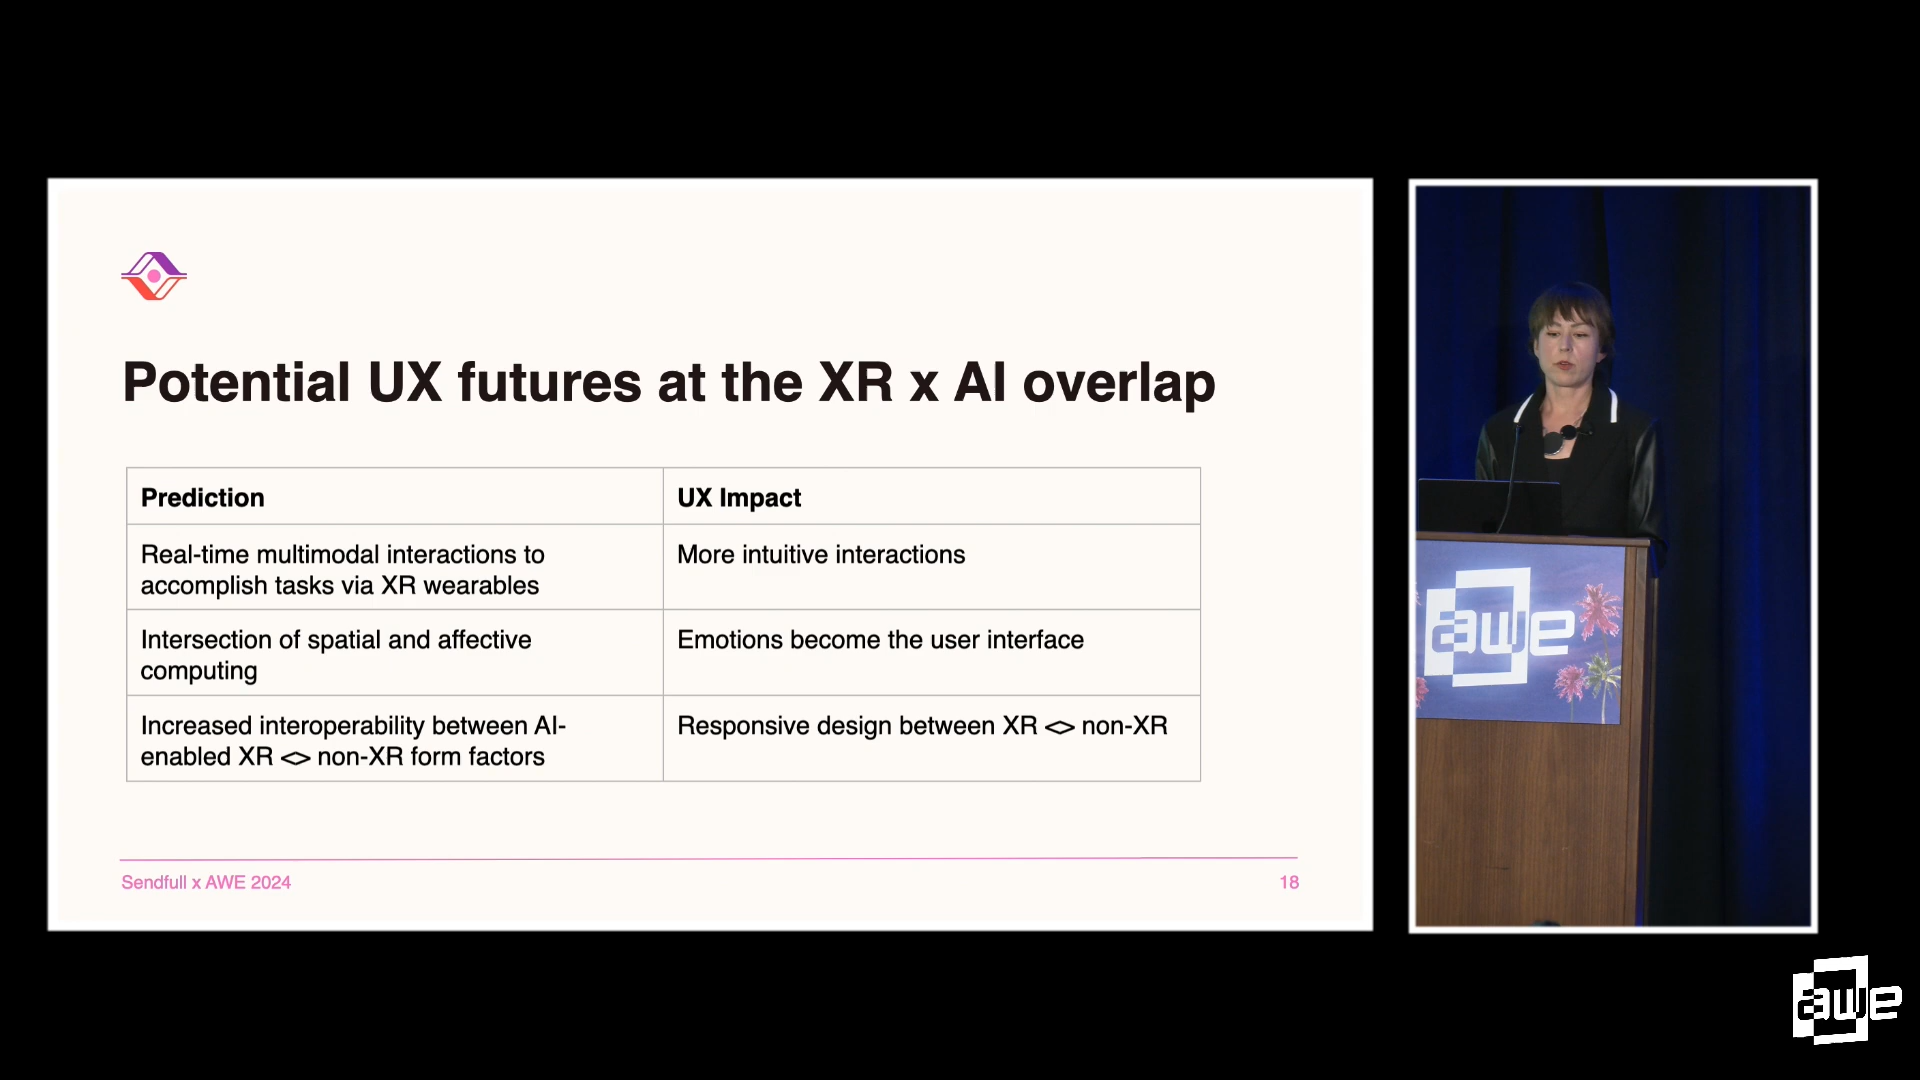 Potential UX futures at the XR x AI overlap
Prediction
UX Impact
Real-time multimodal interactions to
accomplish tasks via XR wearables
More intuitive interactions
Intersection of spatial and affective
computing
Emotions become the user interface
Increased interoperability between AI-
enabled XR <> non-XR form factors
Responsive design between XR <> non-XR
Sendfull x AWE 2024
18
awe
awe